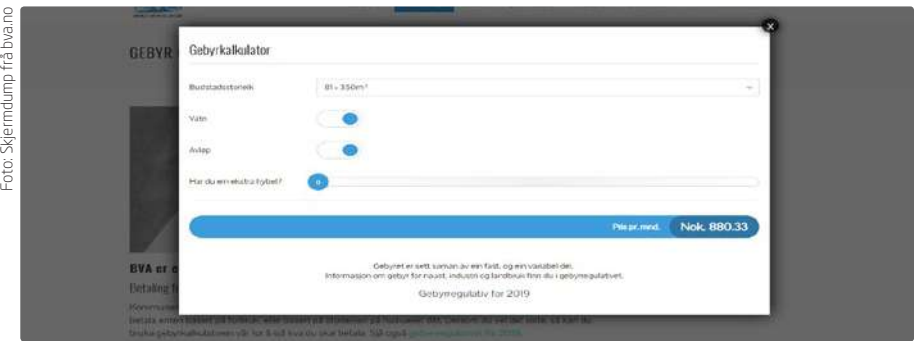 Foto: Skjermdump frå bva.no
GEBYR
Gebyrkalkulator
Bustadsstorleik
81 - 350m²
Vatn
Avløp
Har du ein ekstra hybel?
0
Pris pr. mnd.
Nok. 880.33
Gebyret er sett saman av ein fast, og ein variabel del.
Informasjon om gebyr for naust, industri og landbruk finn du i gebyrregulativet.
Gebyrregulativ for 2019
BVA er e
Betaling